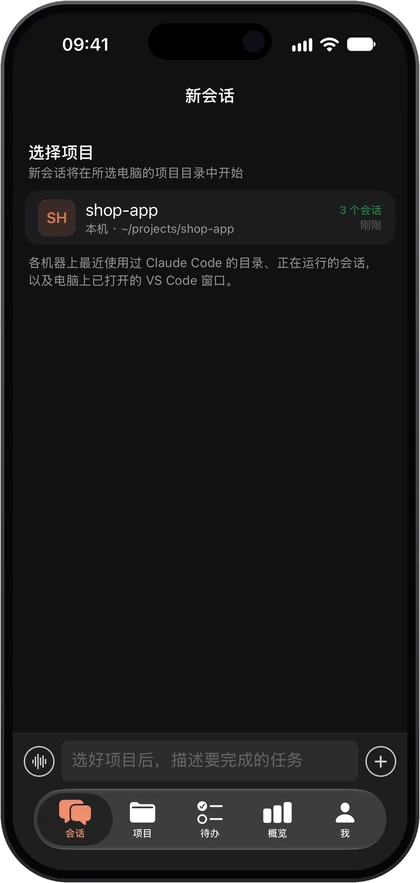 09:41
新会话
选择项目
新会话将在所选电脑的项目目录中开始
SH
shop-app
3 个会话
本机 · ~/projects/shop-app
刚刚
各机器上最近使用过 Claude Code 的目录、正在运行的会话，
以及电脑上已打开的 VS Code 窗口。
选好项目后，描述要完成的任务
会话
项目
待办
概览
我